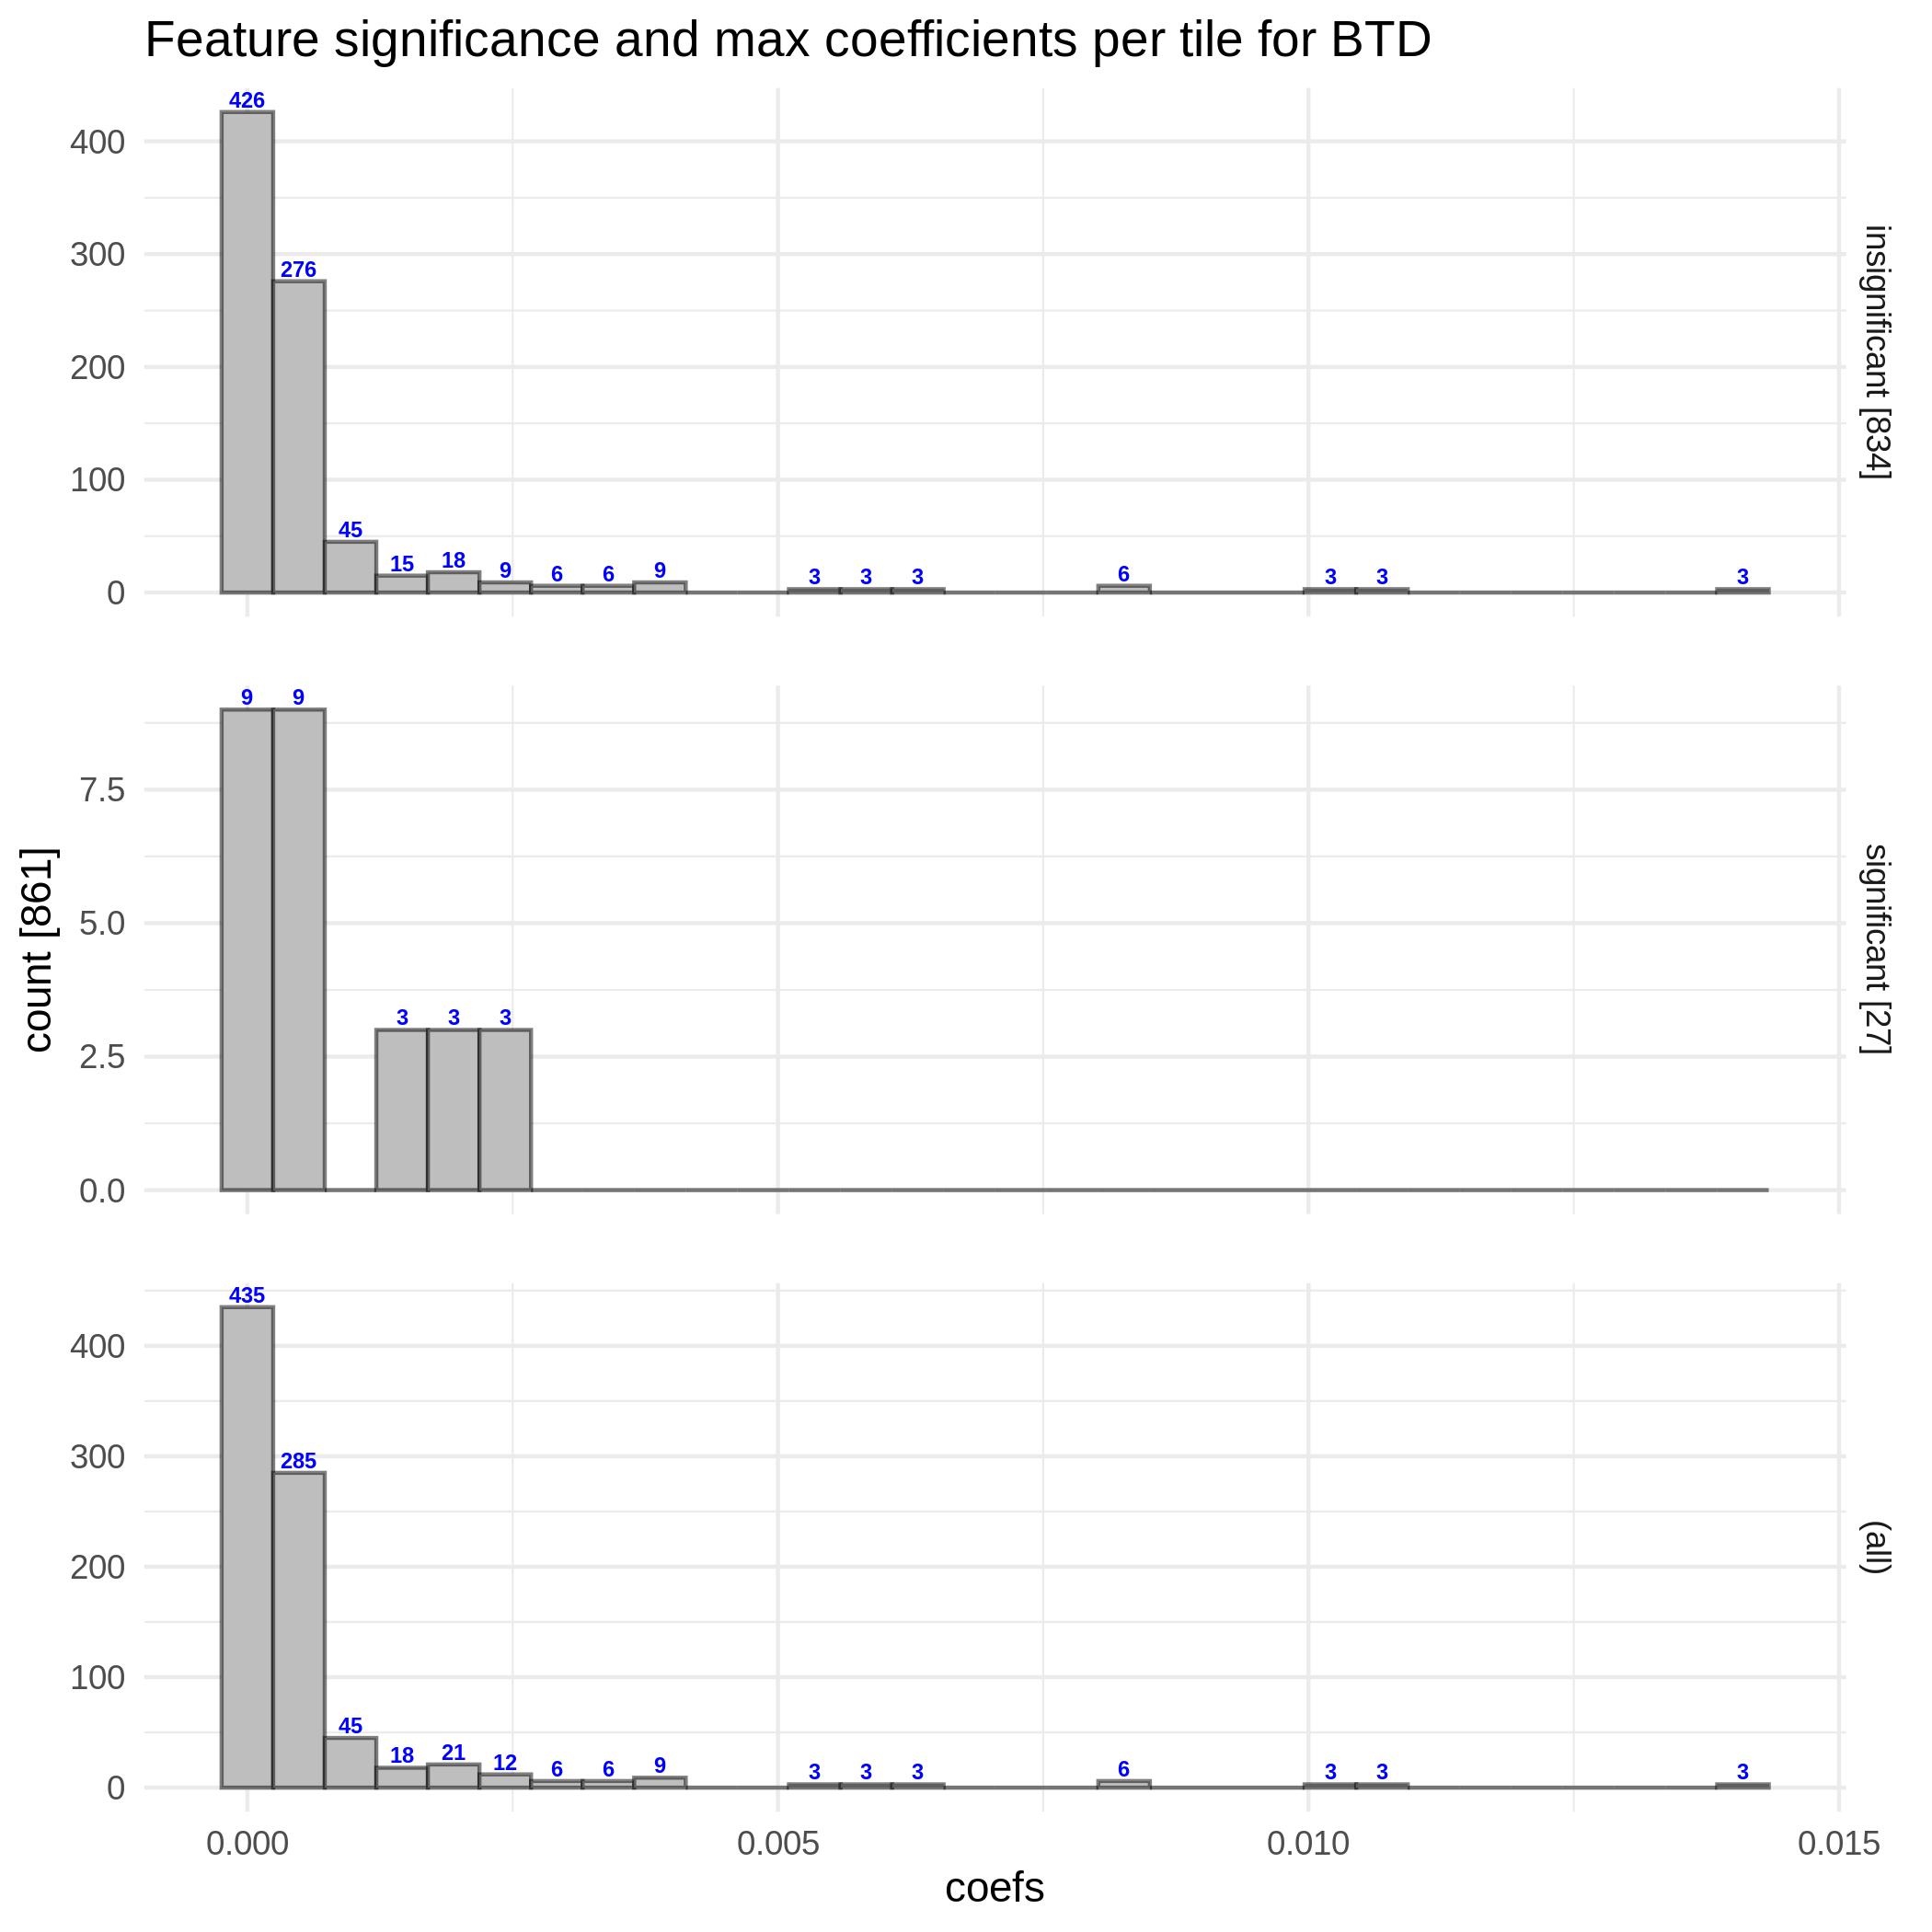 Feature significance and max coefficients per tile for BTD
426
400
300
276
200
100
45
15 18 9 6 6 9 3 3 3 6 3 3 3
0
insignificant [834]
9 9
7.5
5.0
3 3 3
2.5
0.0
significant [27]
count [861]
435
400
300
285
200
100
45
18 21 12 6 6 9 3 3 3 6 3 3 3
0
(all)
0.000 0.005 0.010 0.015
coefs